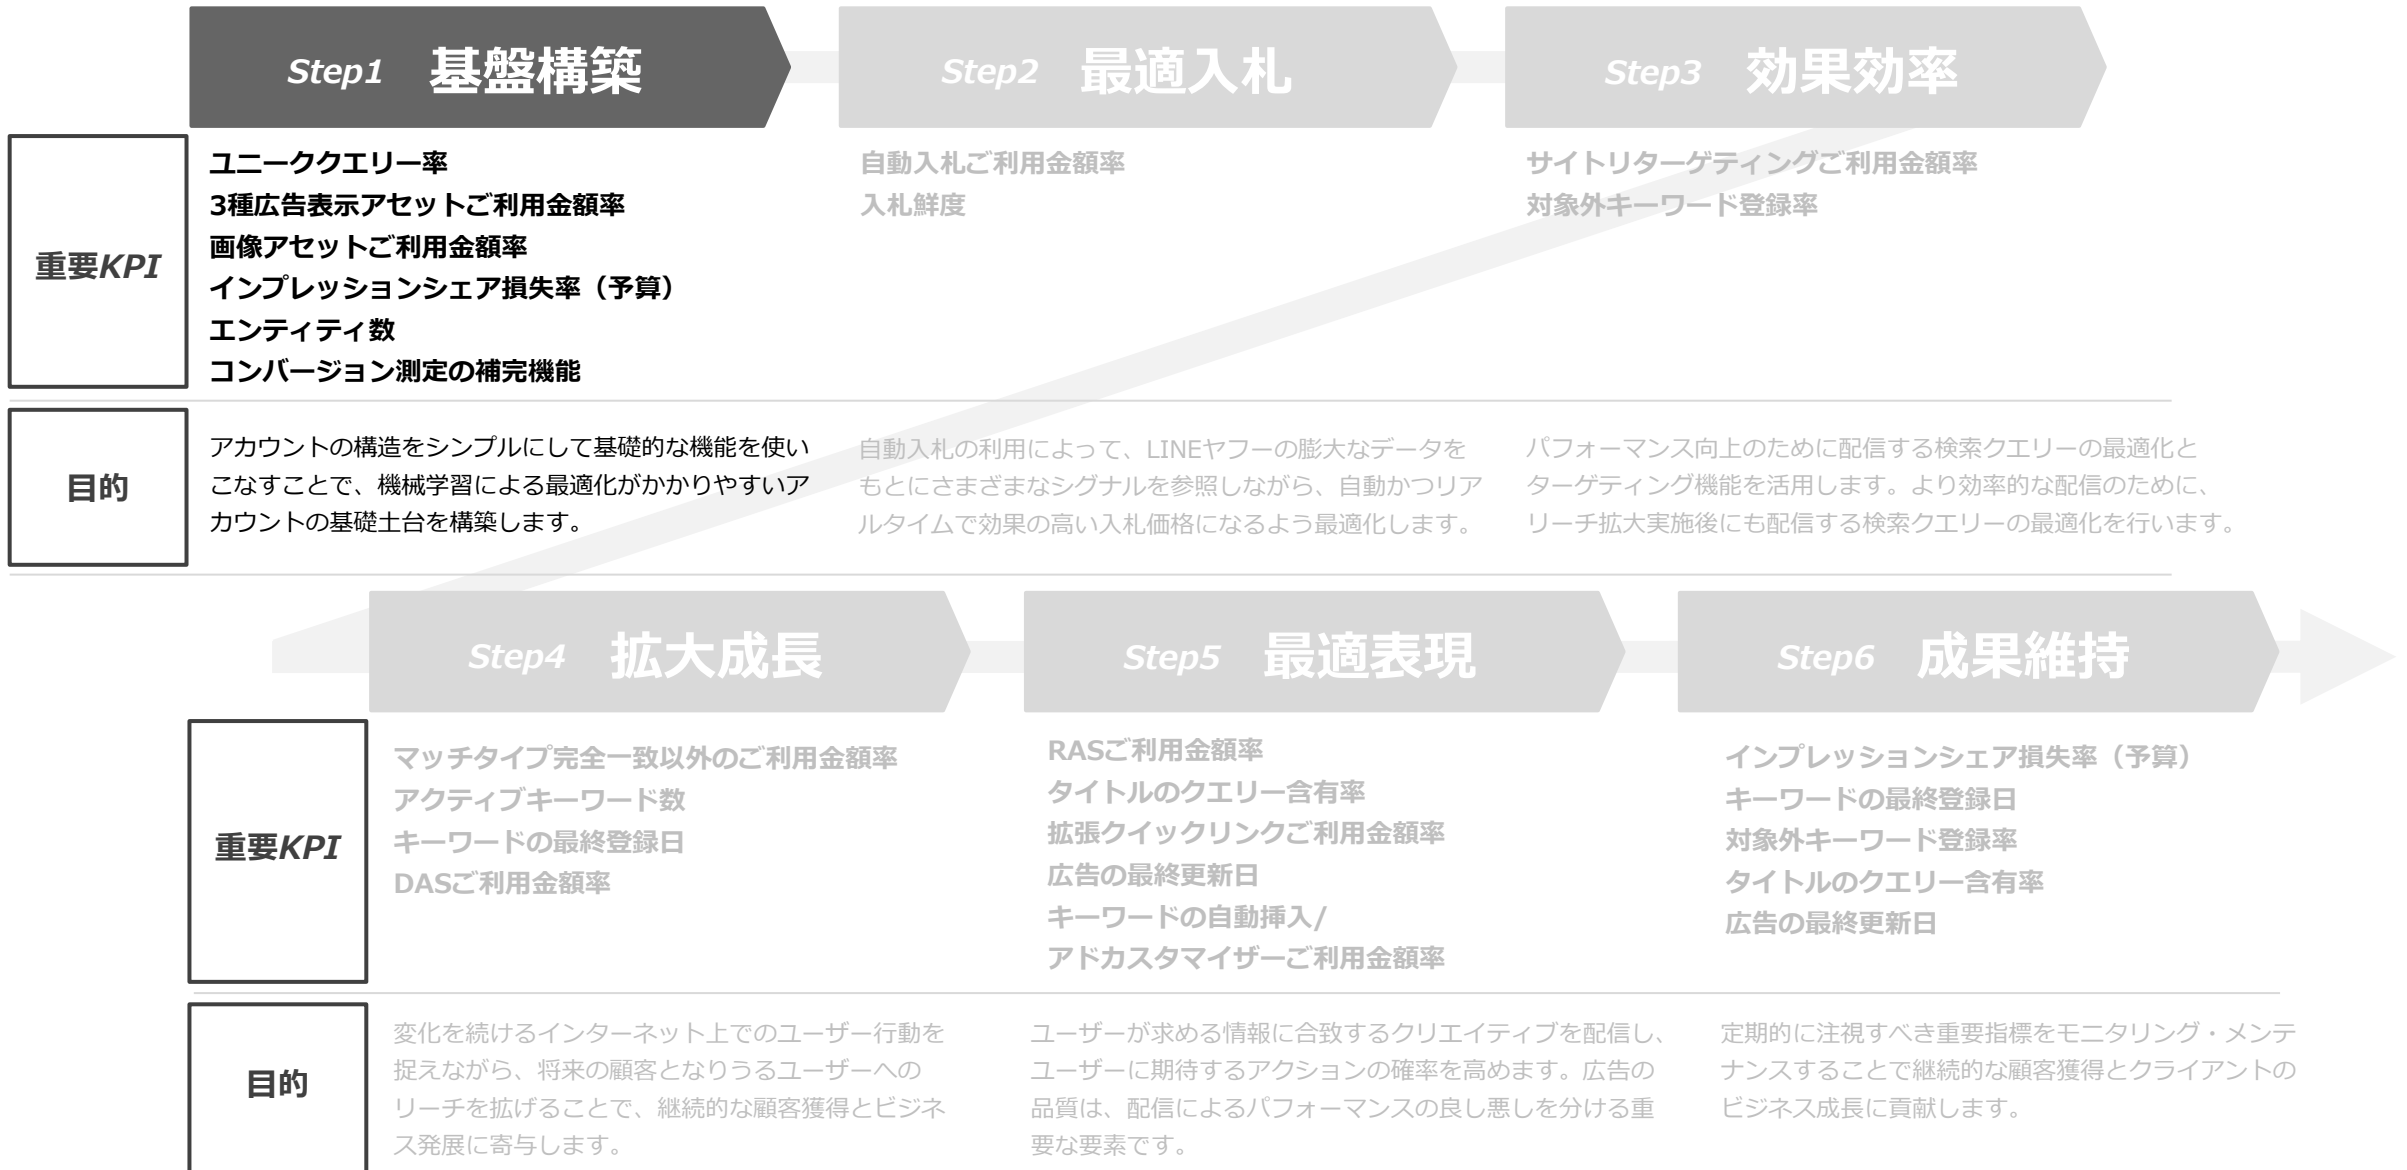 Step1 基盤構築
Step2 最適入札
Step3 効果効率
重要KPI
ユニーククエリー率
3種広告表示アセットご利用金額率
画像アセットご利用金額率
インプレッションシェア損失率（予算）
エンティティ数
コンバージョン測定の補完機能
自動入札ご利用金額率
入札鮮度
サイトリターゲティングご利用金額率
対象外キーワード登録率
目的
アカウントの構造をシンプルにして基礎的な機能を使い
こなすことで、機械学習による最適化がかかりやすいア
カウントの基礎土台を構築します。
自動入札の利用によって、LINEヤフーの膨大なデータを
もとにさまざまなシグナルを参照しながら、自動かつリア
ルタイムで効果の高い入札価格になるよう最適化します。
パフォーマンス向上のために配信する検索クエリーの最適化と
ターゲティング機能を活用します。より効率的な配信のために、
リーチ拡大実施後にも配信する検索クエリーの最適化を行います。
Step4 拡大成長
Step5 最適表現
Step6 成果維持
重要KPI
マッチタイプ完全一致以外のご利用金額率
アクティブキーワード数
キーワードの最終登録日
DASご利用金額率
RASご利用金額率
タイトルのクエリー含有率
拡張クイックリンクご利用金額率
広告の最終更新日
キーワードの自動挿入/
アドカスタマイザーご利用金額率
インプレッションシェア損失率（予算）
キーワードの最終登録日
対象外キーワード登録率
タイトルのクエリー含有率
広告の最終更新日
目的
変化を続けるインターネット上でのユーザー行動を
捉えながら、将来の顧客となりうるユーザーへの
リーチを拡げることで、継続的な顧客獲得とビジネ
ス発展に寄与します。
ユーザーが求める情報に合致するクリエイティブを配信し、
ユーザーに期待するアクションの確率を高めます。広告の
品質は、配信によるパフォーマンスの良し悪しを分ける重
要な要素です。
定期的に注視すべき重要指標をモニタリング・メンテ
ナンスすることで継続的な顧客獲得とクライアントの
ビジネス成長に貢献します。